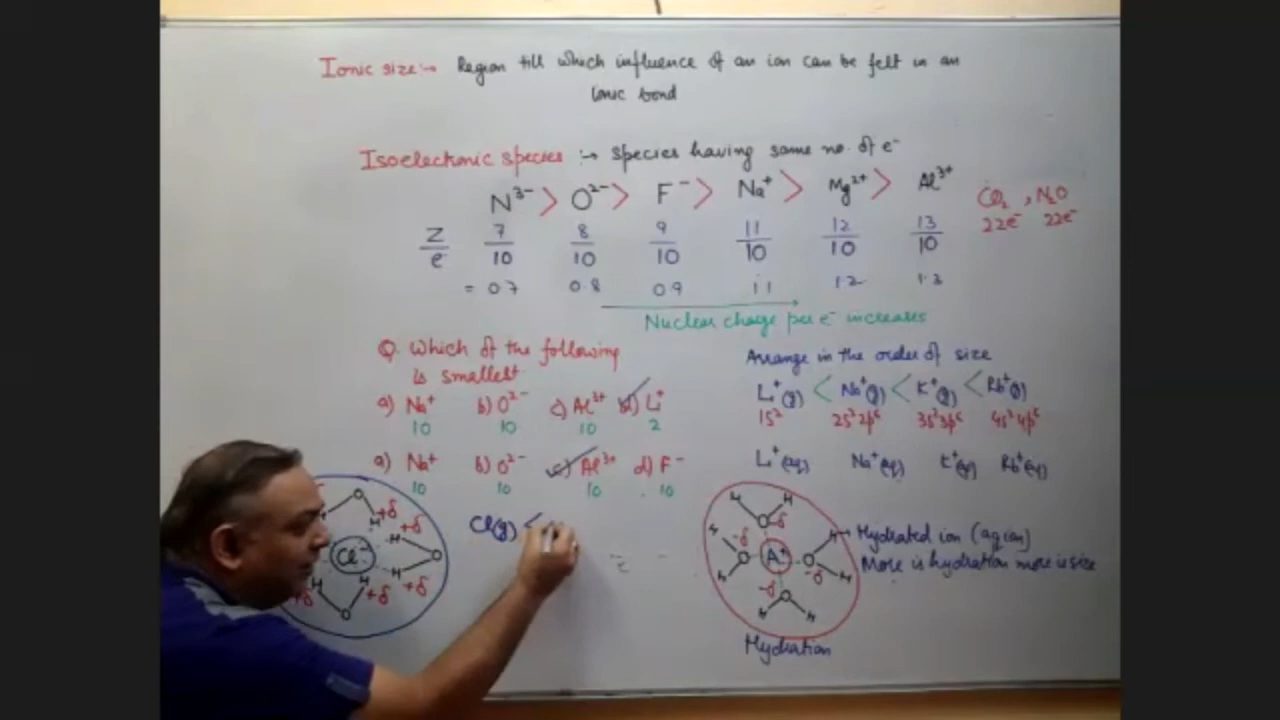 Ionic size :→ Region till which influence of an ion can be felt in an
Ionic bond
Isoelectonic species :→ species having same no. of e⁻
N³⁻ > O²⁻ > F⁻ > Na⁺ > Mg²⁺ > Al³⁺
, N₂O
22e⁻ 22e⁻
Z/e 7/10 8/10 9/10 11/10 12/10 13/10
= 0.7 0.8 0.9 1.1 1.2 1.3
Nuclear charge per e⁻ increases
Q. Which of the following
is smallest
a) Na⁺ b) O²⁻ c) Al³⁺ d) Li⁺
10 10 10 2
a) Na⁺ b) O²⁻ c) Al³⁺ d) F⁻
10 10 10 10
Arrange in the order of size
Li⁺(g) < Na⁺(g) < K⁺(g) < Rb⁺(g)
1s² 2s²2p⁶ 3s²3p⁶ 4s²4p⁶
Li⁺(aq) Na⁺(aq) K⁺(aq) Rb⁺(aq)
Cl⁻
H H H H H
+δ +δ +δ +δ +δ
O O O
Cl(g) <
A⁺
H H H H H H H H
-δ -δ -δ -δ
O O O O
Hydrated ion (aq ion)
More is hydration more is size
Hydration